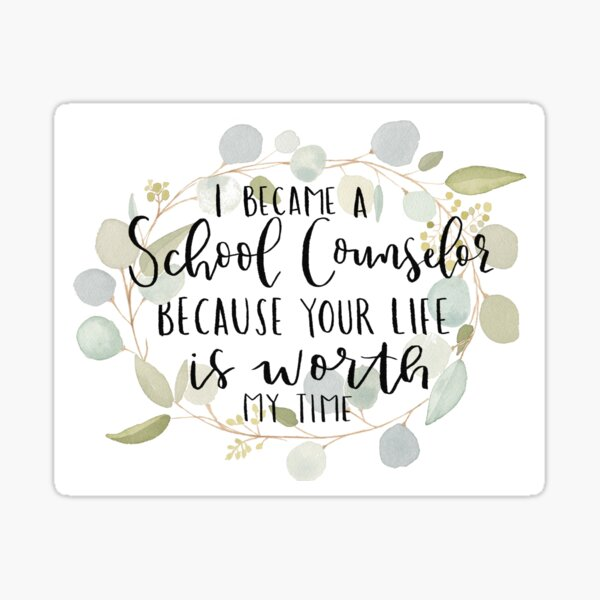 I BECAME A
School Counselor
BECAUSE YOUR LIFE
is worth
MY TIME